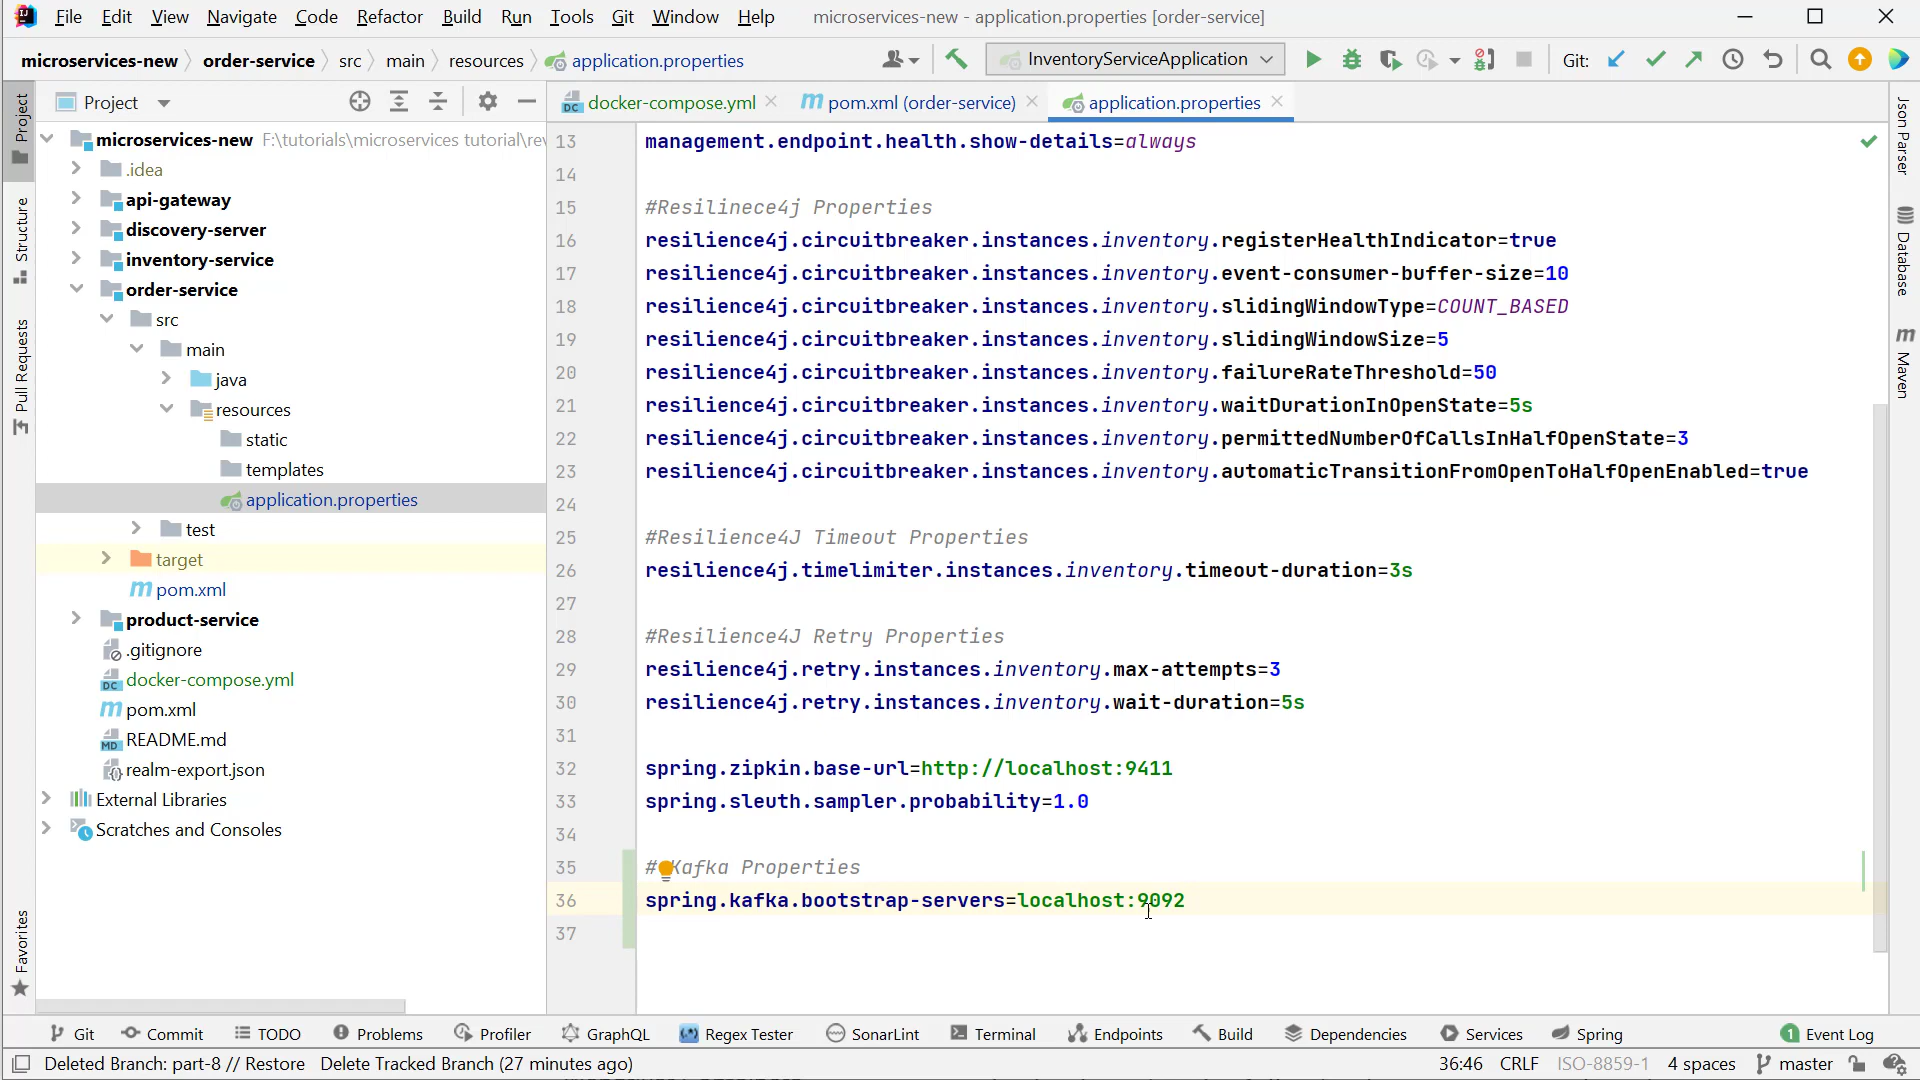 File Edit View Navigate Code Refactor Build Run Tools Git Window Help microservices-new - application.properties [order-service]
microservices-new order-service src main resources application.properties InventoryServiceApplication Git:
Project docker-compose.yml pom.xml (order-service) application.properties
Project
Structure
Pull Requests
Favorites
microservices-new F:\tutorials\microservices tutorial\rev
.idea
api-gateway
discovery-server
inventory-service
order-service
src
main
java
resources
static
templates
application.properties
test
target
pom.xml
product-service
.gitignore
docker-compose.yml
pom.xml
README.md
realm-export.json
External Libraries
Scratches and Consoles
13 management.endpoint.health.show-details=always
14
15 #Resilinece4j Properties
16 resilience4j.circuitbreaker.instances.inventory.registerHealthIndicator=true
17 resilience4j.circuitbreaker.instances.inventory.event-consumer-buffer-size=10
18 resilience4j.circuitbreaker.instances.inventory.slidingWindowType=COUNT_BASED
19 resilience4j.circuitbreaker.instances.inventory.slidingWindowSize=5
20 resilience4j.circuitbreaker.instances.inventory.failureRateThreshold=50
21 resilience4j.circuitbreaker.instances.inventory.waitDurationInOpenState=5s
22 resilience4j.circuitbreaker.instances.inventory.permittedNumberOfCallsInHalfOpenState=3
23 resilience4j.circuitbreaker.instances.inventory.automaticTransitionFromOpenToHalfOpenEnabled=true
24
25 #Resilience4J Timeout Properties
26 resilience4j.timelimiter.instances.inventory.timeout-duration=3s
27
28 #Resilience4J Retry Properties
29 resilience4j.retry.instances.inventory.max-attempts=3
30 resilience4j.retry.instances.inventory.wait-duration=5s
31
32 spring.zipkin.base-url=http://localhost:9411
33 spring.sleuth.sampler.probability=1.0
34
35 # Kafka Properties
36 spring.kafka.bootstrap-servers=localhost:9092
37
Json Parser
Database
Maven
Git Commit TODO Problems Profiler GraphQL Regex Tester SonarLint Terminal Endpoints Build Dependencies Services Spring 1 Event Log
Deleted Branch: part-8 // Restore Delete Tracked Branch (27 minutes ago) 36:46 CRLF ISO-8859-1 4 spaces master